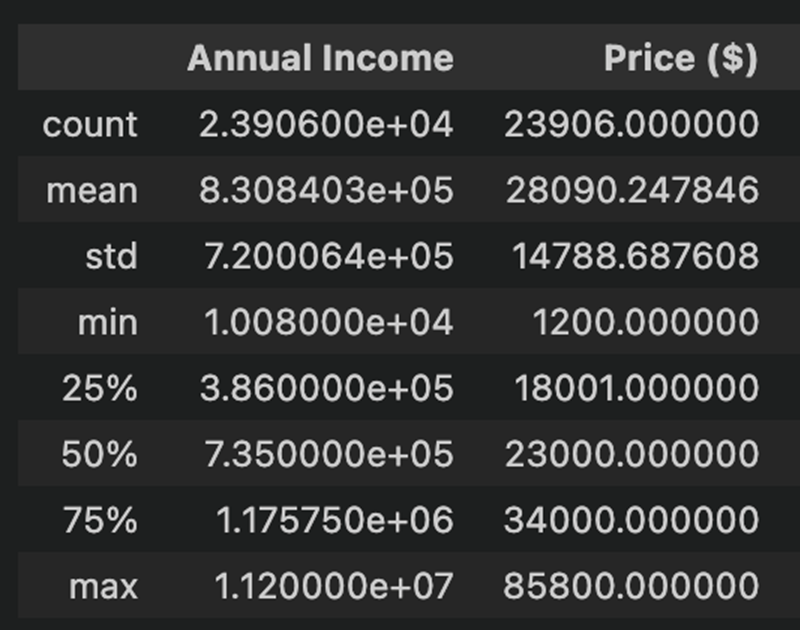 Annual Income Price ($)
count 2.390600e+04 23906.000000
mean 8.308403e+05 28090.247846
std 7.200064e+05 14788.687608
min 1.008000e+04 1200.000000
25% 3.860000e+05 18001.000000
50% 7.350000e+05 23000.000000
75% 1.175750e+06 34000.000000
max 1.120000e+07 85800.000000